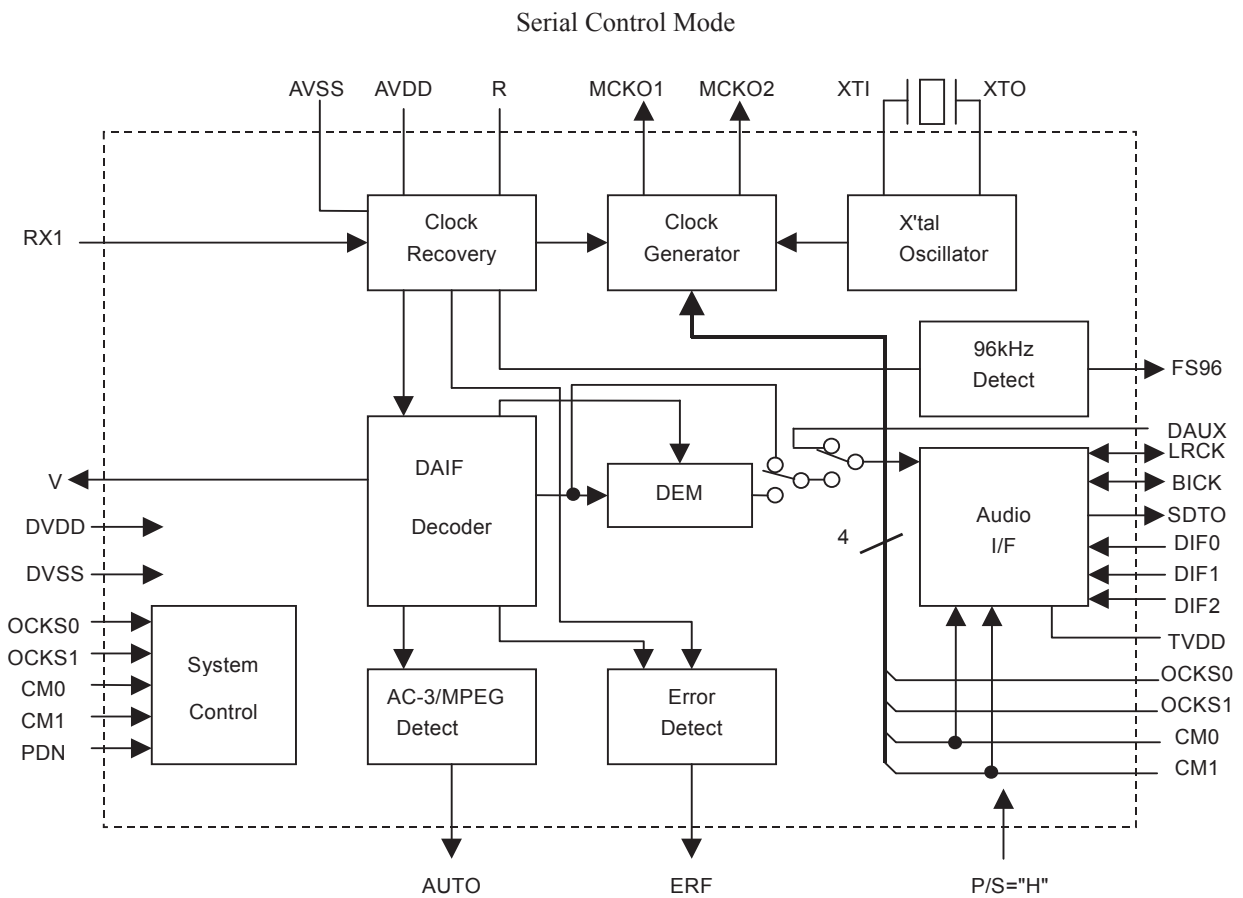 Serial Control Mode
AVSS
AVDD
R
MCKO1
MCKO2
XTI
XTO
RX1
Clock
Recovery
Clock
Generator
X'tal
Oscillator
96kHz
Detect
FS96
DAUX
LRCK
BICK
SDTO
DIF0
DIF1
DIF2
TVDD
OCKS0
OCKS1
CM0
CM1
V
DVDD
DVSS
OCKS0
OCKS1
CM0
CM1
PDN
System
Control
DAIF
Decoder
DEM
4
Audio
I/F
AC-3/MPEG
Detect
Error
Detect
AUTO
ERF
P/S="H"